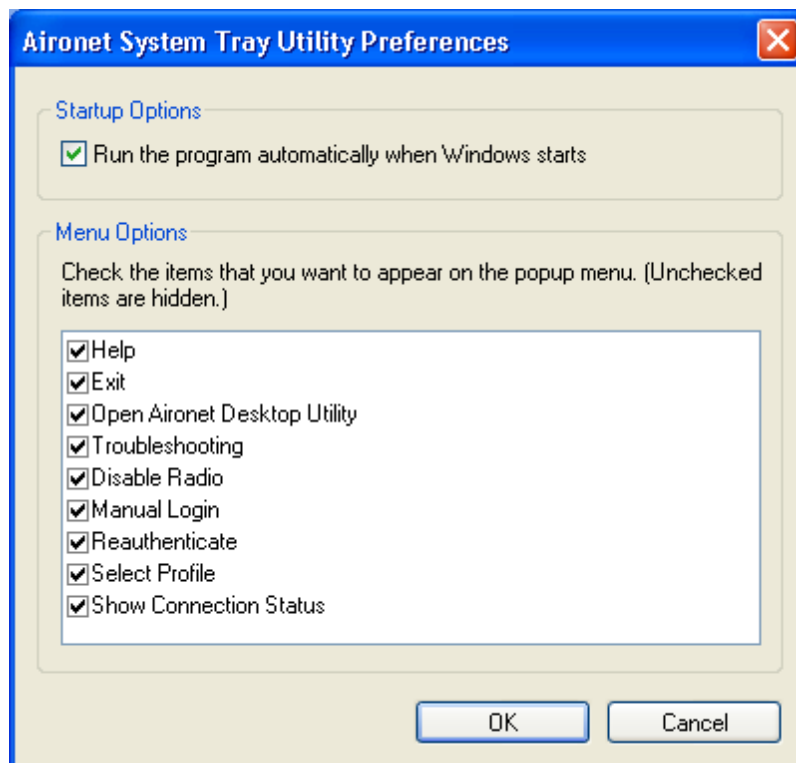 Aironet System Tray Utility Preferences
Startup Options
Run the program automatically when Windows starts
Menu Options
Check the items that you want to appear on the popup menu. (Unchecked
items are hidden.)
Help
Exit
Open Aironet Desktop Utility
Troubleshooting
Disable Radio
Manual Login
Reauthenticate
Select Profile
Show Connection Status
OK Cancel